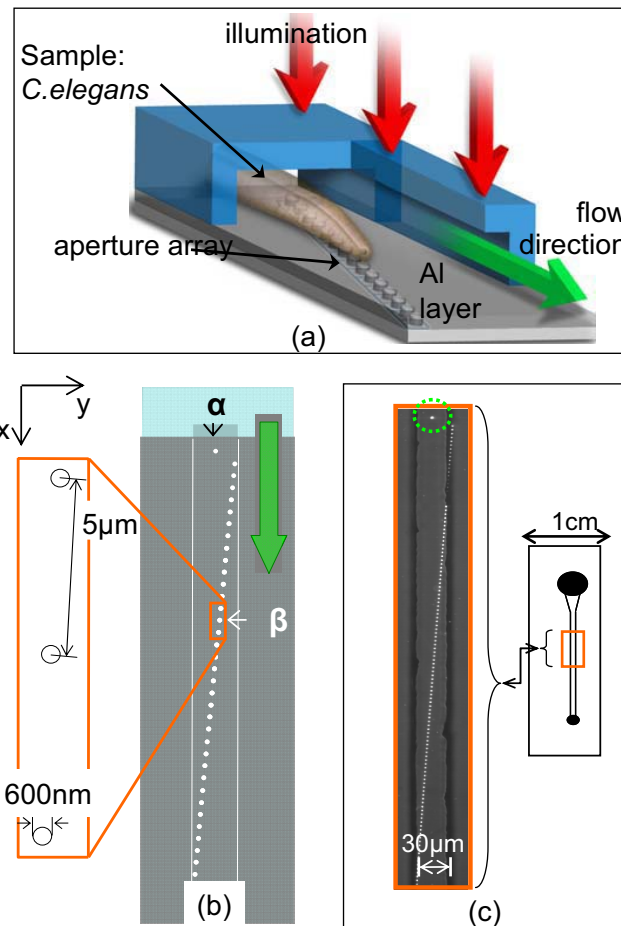 illumination
Sample:
C.elegans
aperture array
flow
direction
Al
layer
(a)
x
y
α
5µm
β
600nm
(b)
1cm
30µm
(c)